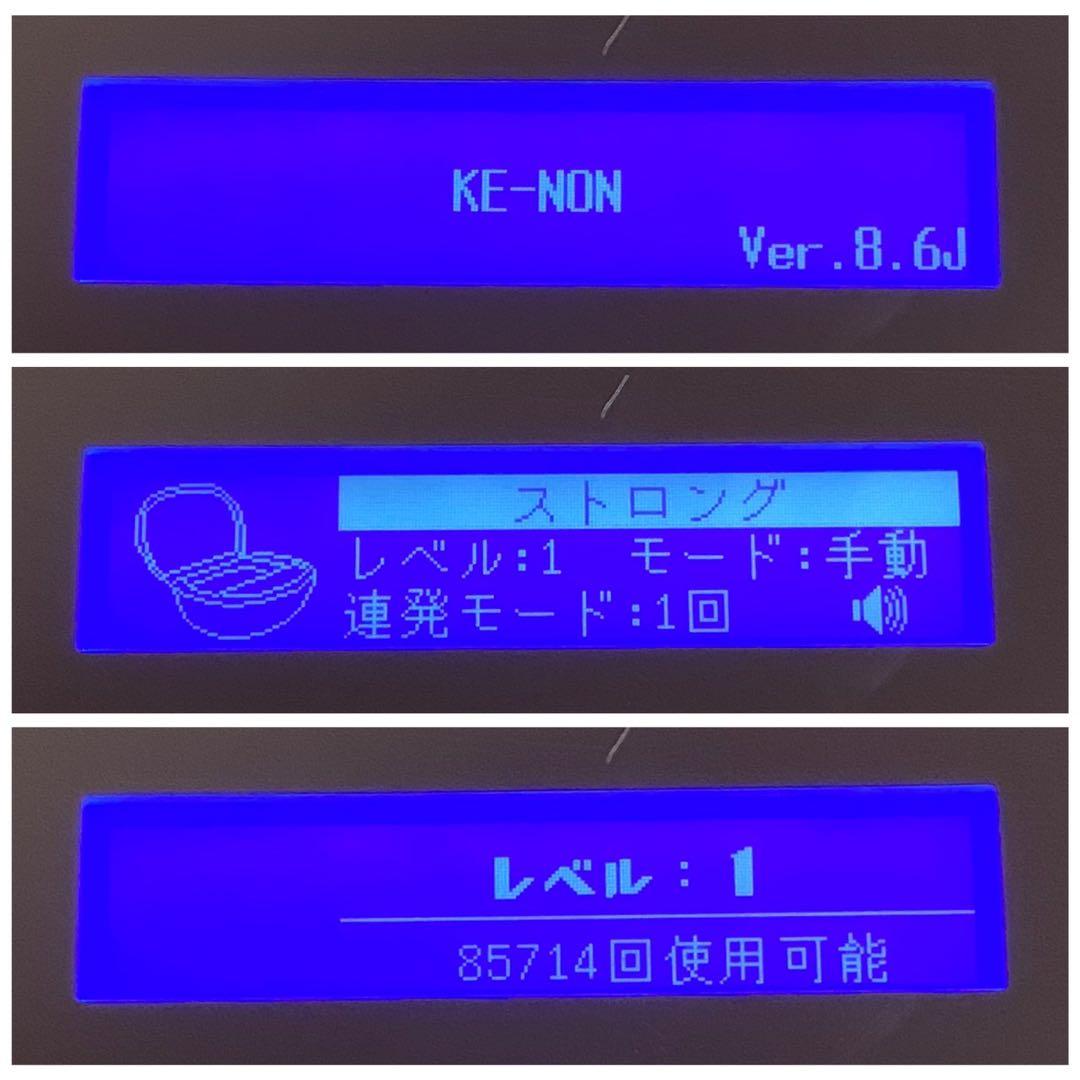 KE-NON
Ver.8.6J
ストロング
レベル:1 モード:手動
連発モード:1回
レベル:1
85714回使用可能